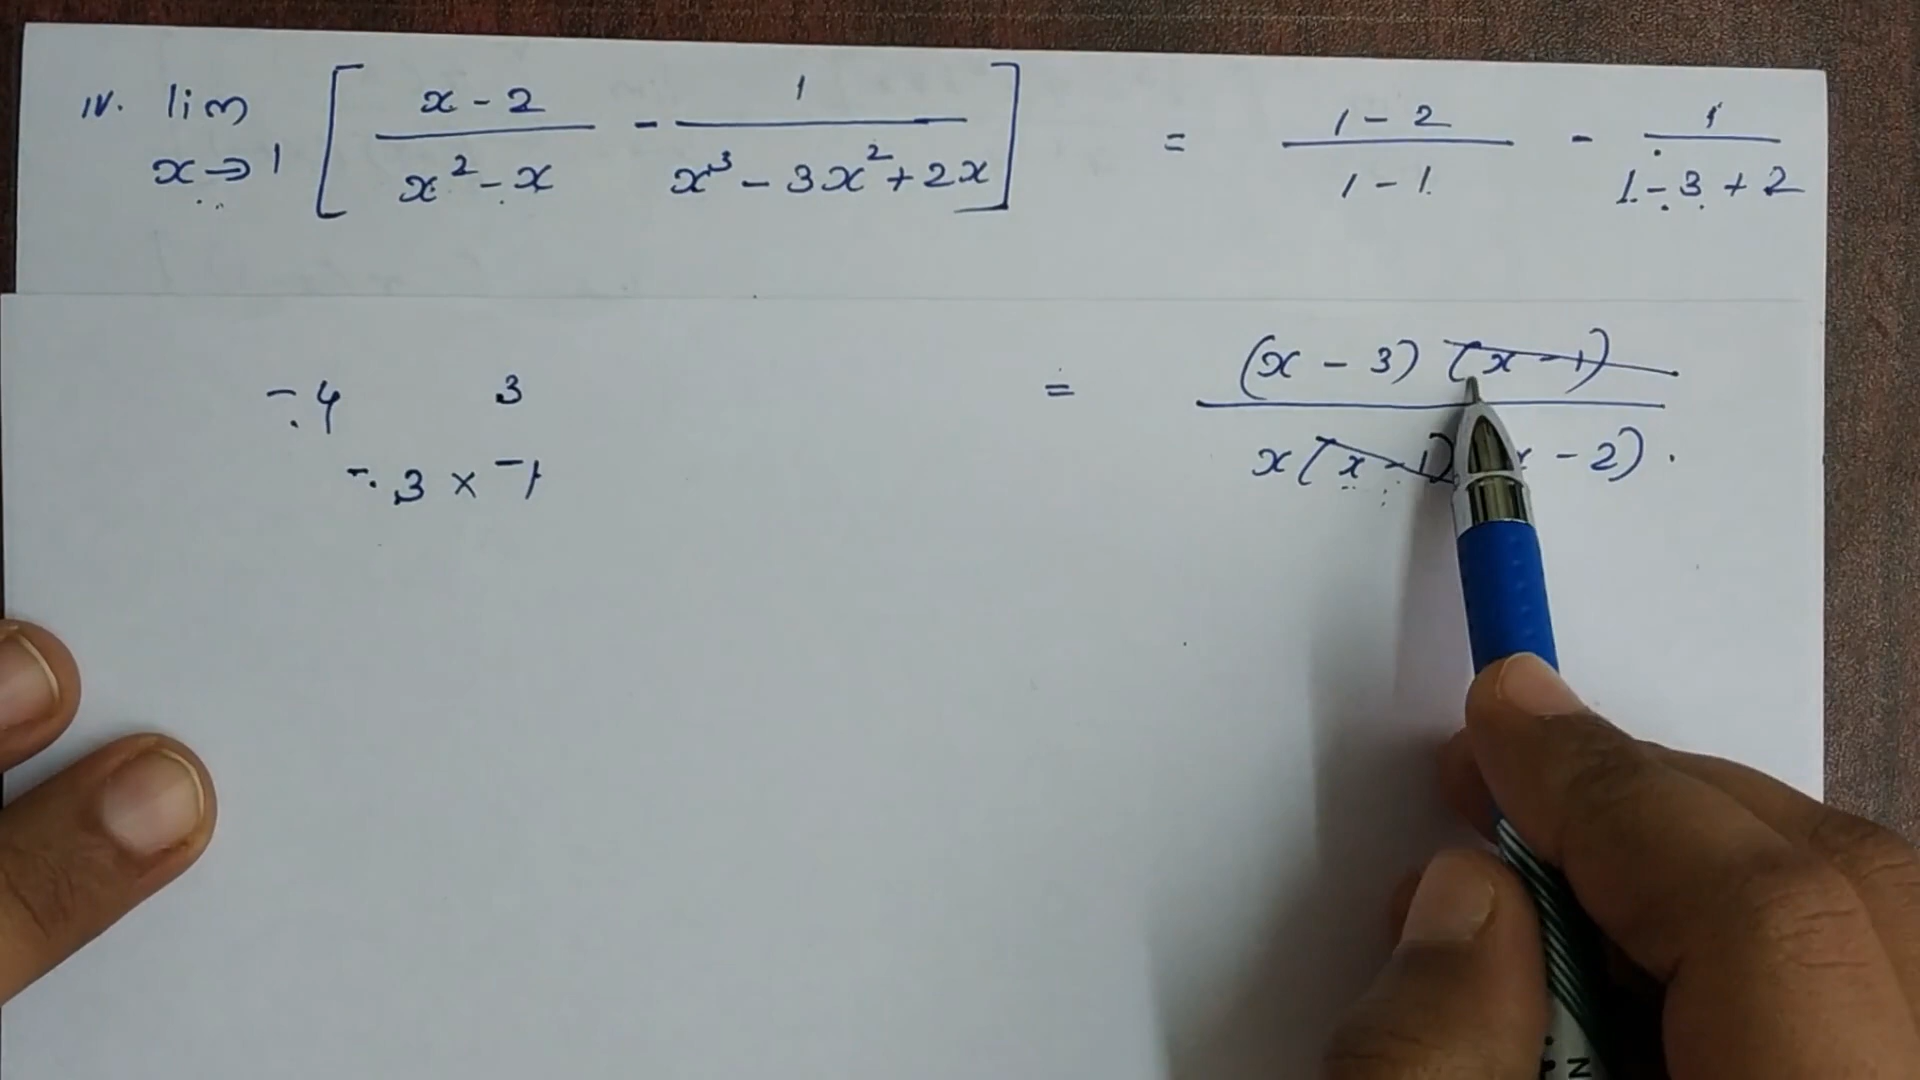 iv. lim x→1 [ (x - 2)/(x² - x) - 1/(x³ - 3x² + 2x) ] = (1 - 2)/(1 - 1) - 1/(1 - 3 + 2)
-4 3 = (x - 3)(x - 1)/x(x - 1)(x - 2).
-3 × -1
N